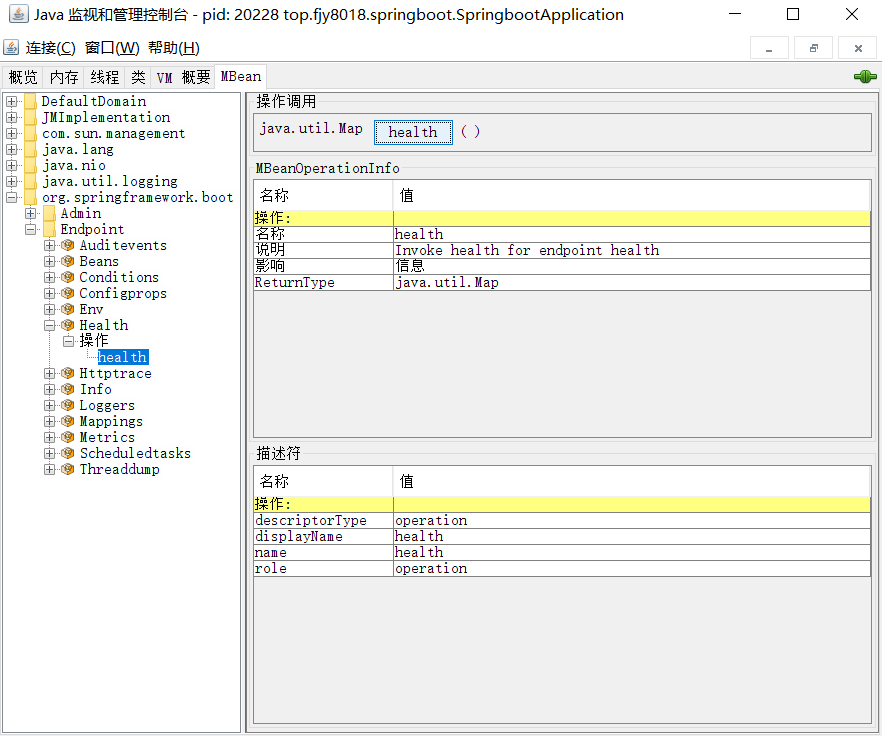 Java 监视和管理控制台 - pid: 20228 top.fjy8018.springboot.SpringbootApplication
连接(C) 窗口(W) 帮助(H)
概览 内存 线程 类 VM 概要 MBean
DefaultDomain
JMImplementation
com.sun.management
java.lang
java.nio
java.util.logging
org.springframework.boot
Admin
Endpoint
Auditevents
Beans
Conditions
Configprops
Env
Health
操作
health
Httptrace
Info
Loggers
Mappings
Metrics
Scheduledtasks
Threaddump
操作调用
java.util.Map health ( )
MBeanOperationInfo
名称 值
操作:
名称 health
说明 Invoke health for endpoint health
影响 信息
ReturnType java.util.Map
描述符
名称 值
操作:
descriptorType operation
displayName health
name health
role operation